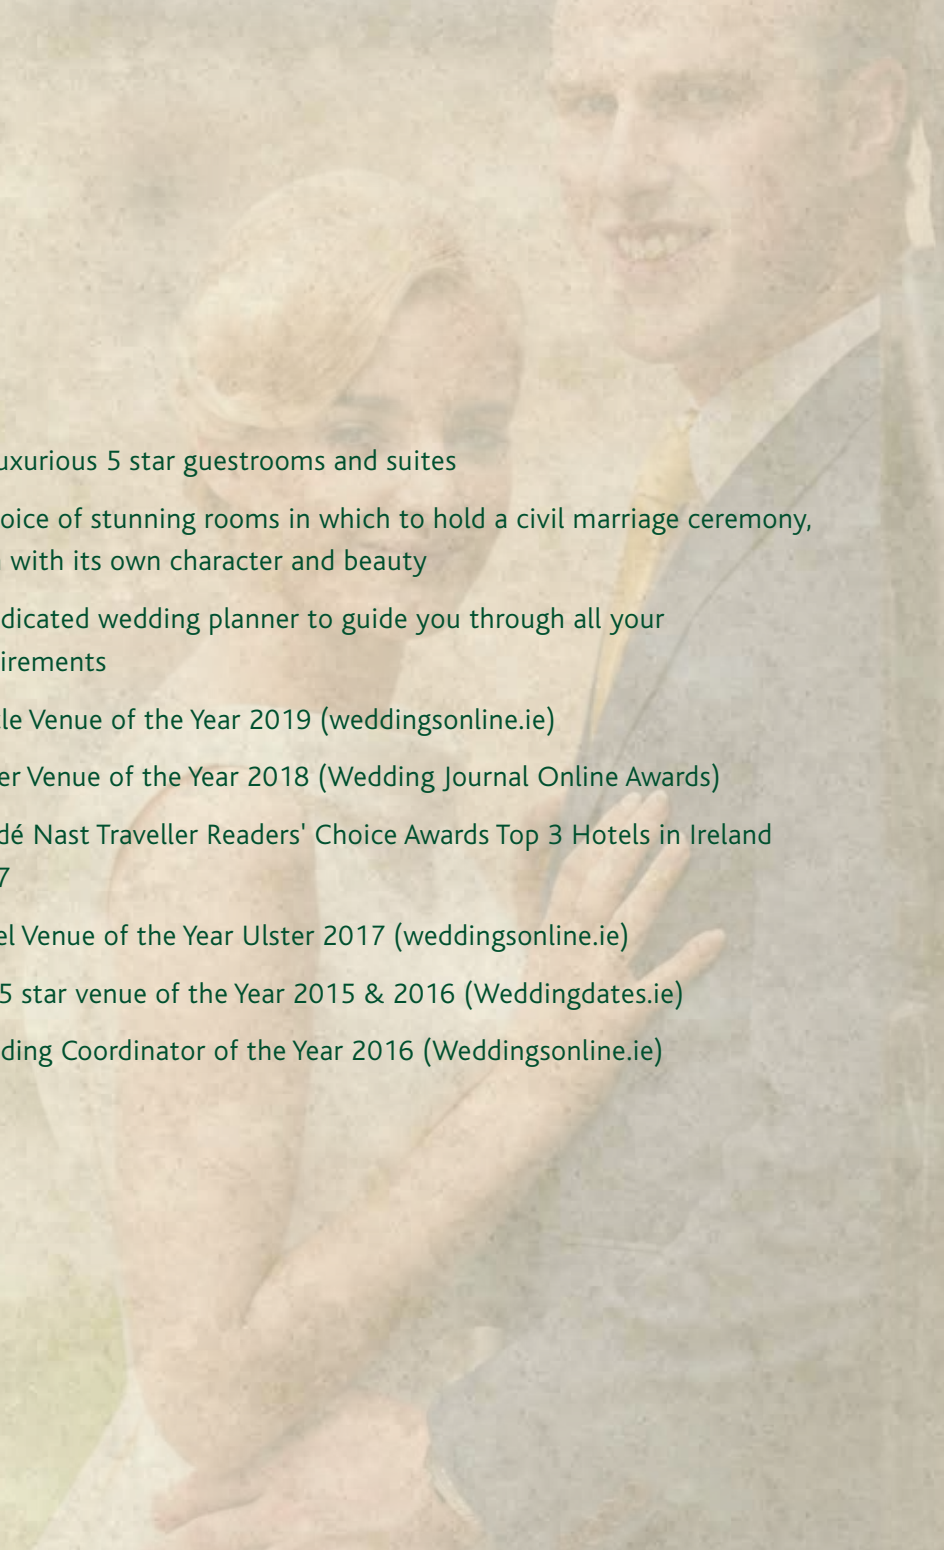 uxurious 5 star guestrooms and suites
oice of stunning rooms in which to hold a civil marriage ceremony,
with its own character and beauty
dicated wedding planner to guide you through all your
irements
le Venue of the Year 2019 (weddingsonline.ie)
er Venue of the Year 2018 (Wedding Journal Online Awards)
dé Nast Traveller Readers' Choice Awards Top 3 Hotels in Ireland
7
el Venue of the Year Ulster 2017 (weddingsonline.ie)
5 star venue of the Year 2015 & 2016 (Weddingdates.ie)
ding Coordinator of the Year 2016 (Weddingsonline.ie)